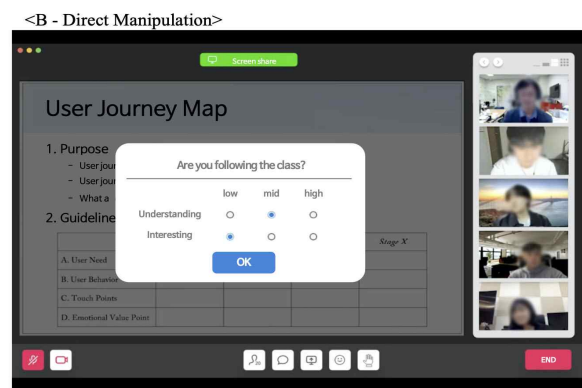 <B - Direct Manipulation>
Screen share
User Journey Map
1. Purpose
- User jour
- User jour
- What a
Are you following the class?
low mid high
Understanding
Interesting
OK
2. Guideline
Stage X
A. User Need
B. User Behavior
C. Touch Points
D. Emotional Value Point
END